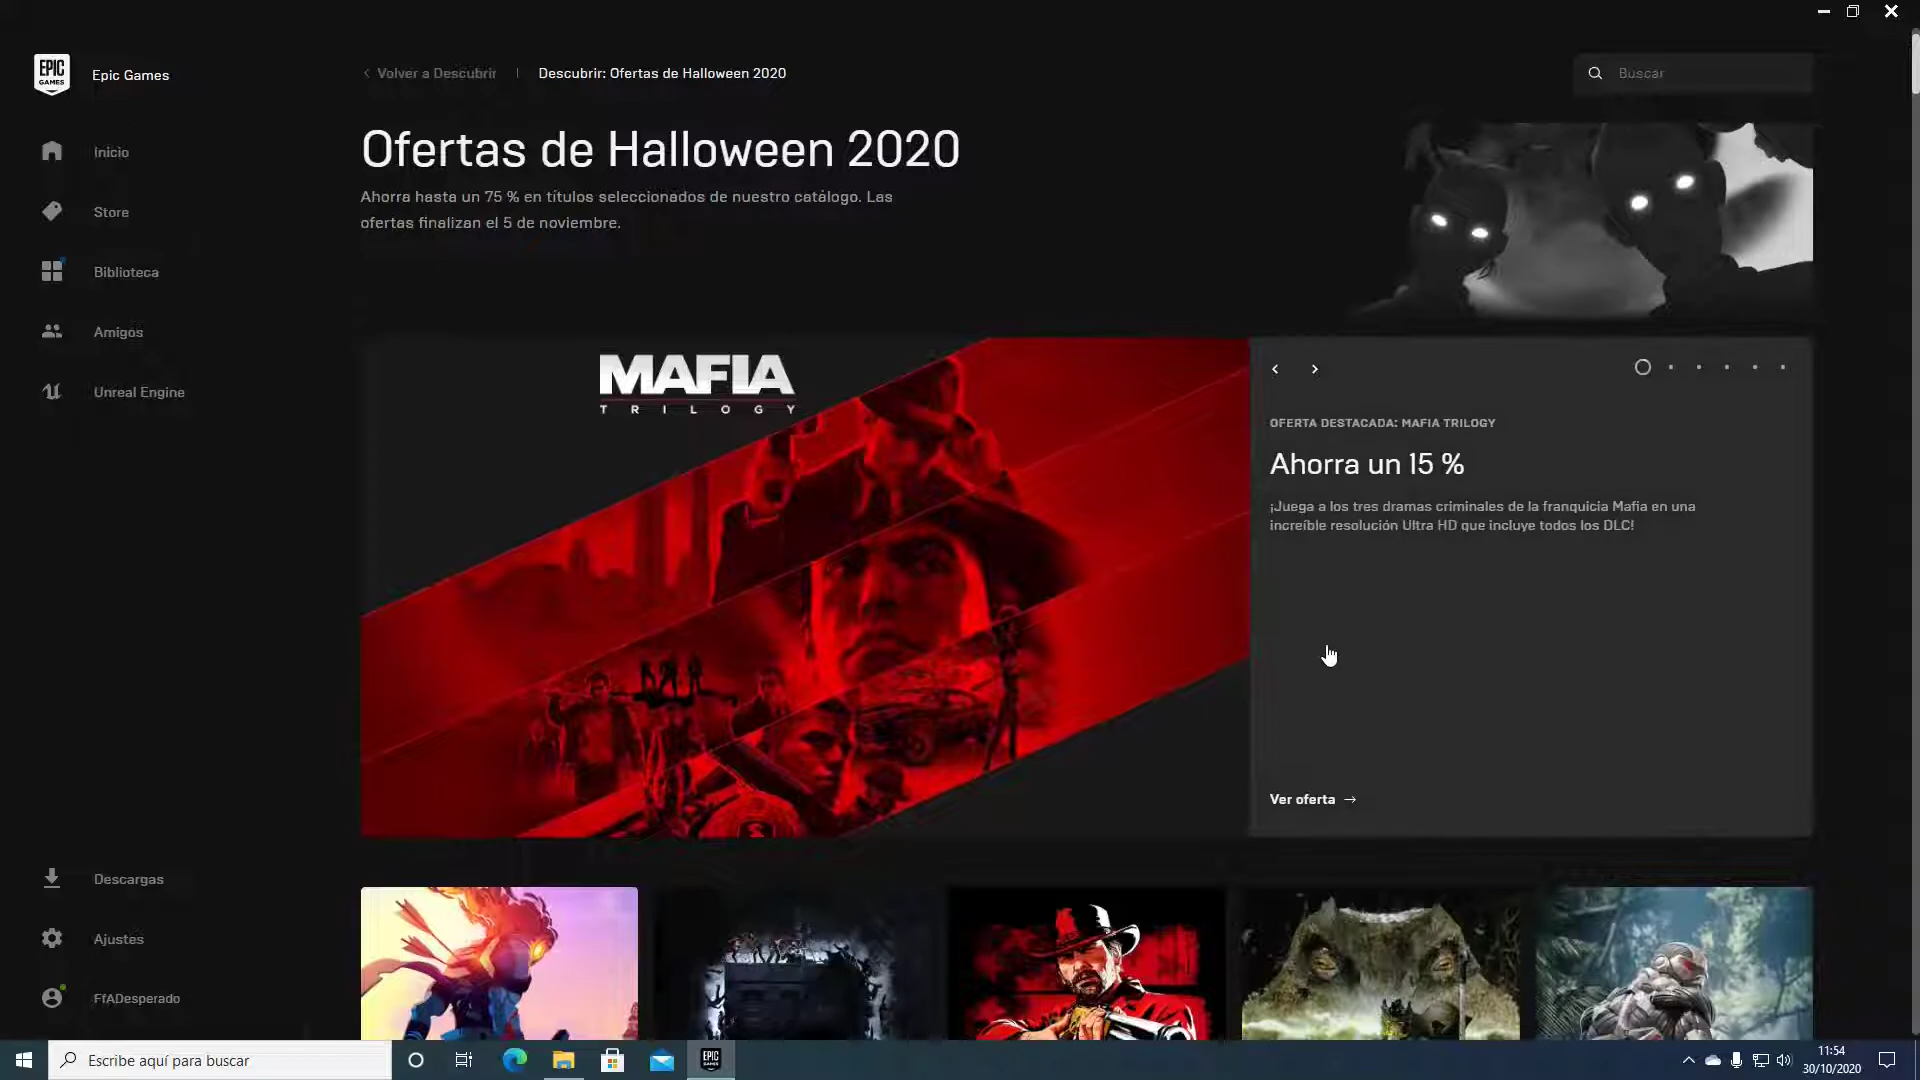 EPIC
GAMES
Epic Games
Volver a Descubrir
Descubrir: Ofertas de Halloween 2020
Buscar
Inicio
Store
Biblioteca
Amigos
Unreal Engine
Ofertas de Halloween 2020
Ahorra hasta un 75 % en títulos seleccionados de nuestro catálogo. Las
ofertas finalizan el 5 de noviembre.
MAFIA
TRILOGY
OFERTA DESTACADA: MAFIA TRILOGY
Ahorra un 15 %
¡Juega a los tres dramas criminales de la franquicia Mafia en una
increíble resolución Ultra HD que incluye todos los DLC!
Ver oferta
Descargas
Ajustes
FfADesperado
Escribe aquí para buscar
EPIC
GAMES
11:54
30/10/2020